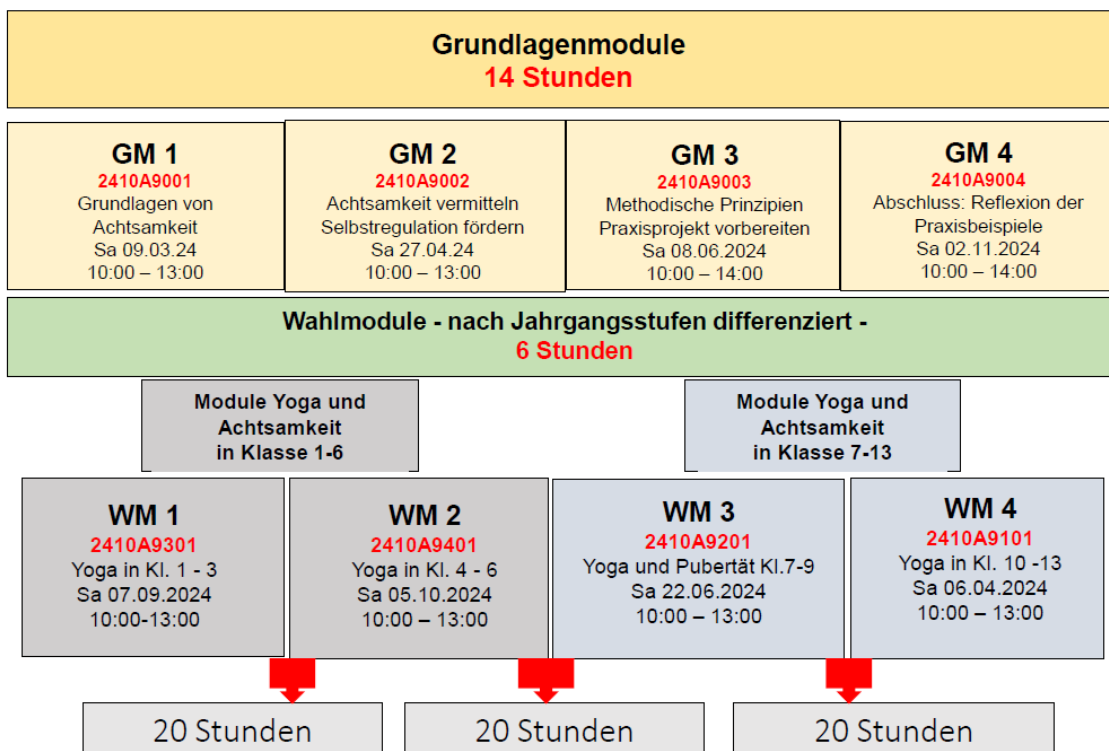 Grundlagenmodule
14 Stunden
GM 1
2410A9001
Grundlagen von
Achtsamkeit
Sa 09.03.24
10:00 – 13:00
GM 2
2410A9002
Achtsamkeit vermitteln
Selbstregulation fördern
Sa 27.04.24
10:00 – 13:00
GM 3
2410A9003
Methodische Prinzipien
Praxisprojekt vorbereiten
Sa 08.06.2024
10:00 – 14:00
GM 4
2410A9004
Abschluss: Reflexion der
Praxisbeispiele
Sa 02.11.2024
10:00 – 14:00
Wahlmodule - nach Jahrgangsstufen differenziert -
6 Stunden
Module Yoga und
Achtsamkeit
in Klasse 1-6
Module Yoga und
Achtsamkeit
in Klasse 7-13
WM 1
2410A9301
Yoga in Kl. 1 - 3
Sa 07.09.2024
10:00-13:00
WM 2
2410A9401
Yoga in Kl. 4 - 6
Sa 05.10.2024
10:00 – 13:00
WM 3
2410A9201
Yoga und Pubertät Kl.7-9
Sa 22.06.2024
10:00 – 13:00
WM 4
2410A9101
Yoga in Kl. 10 -13
Sa 06.04.2024
10:00 – 13:00
20 Stunden
20 Stunden
20 Stunden